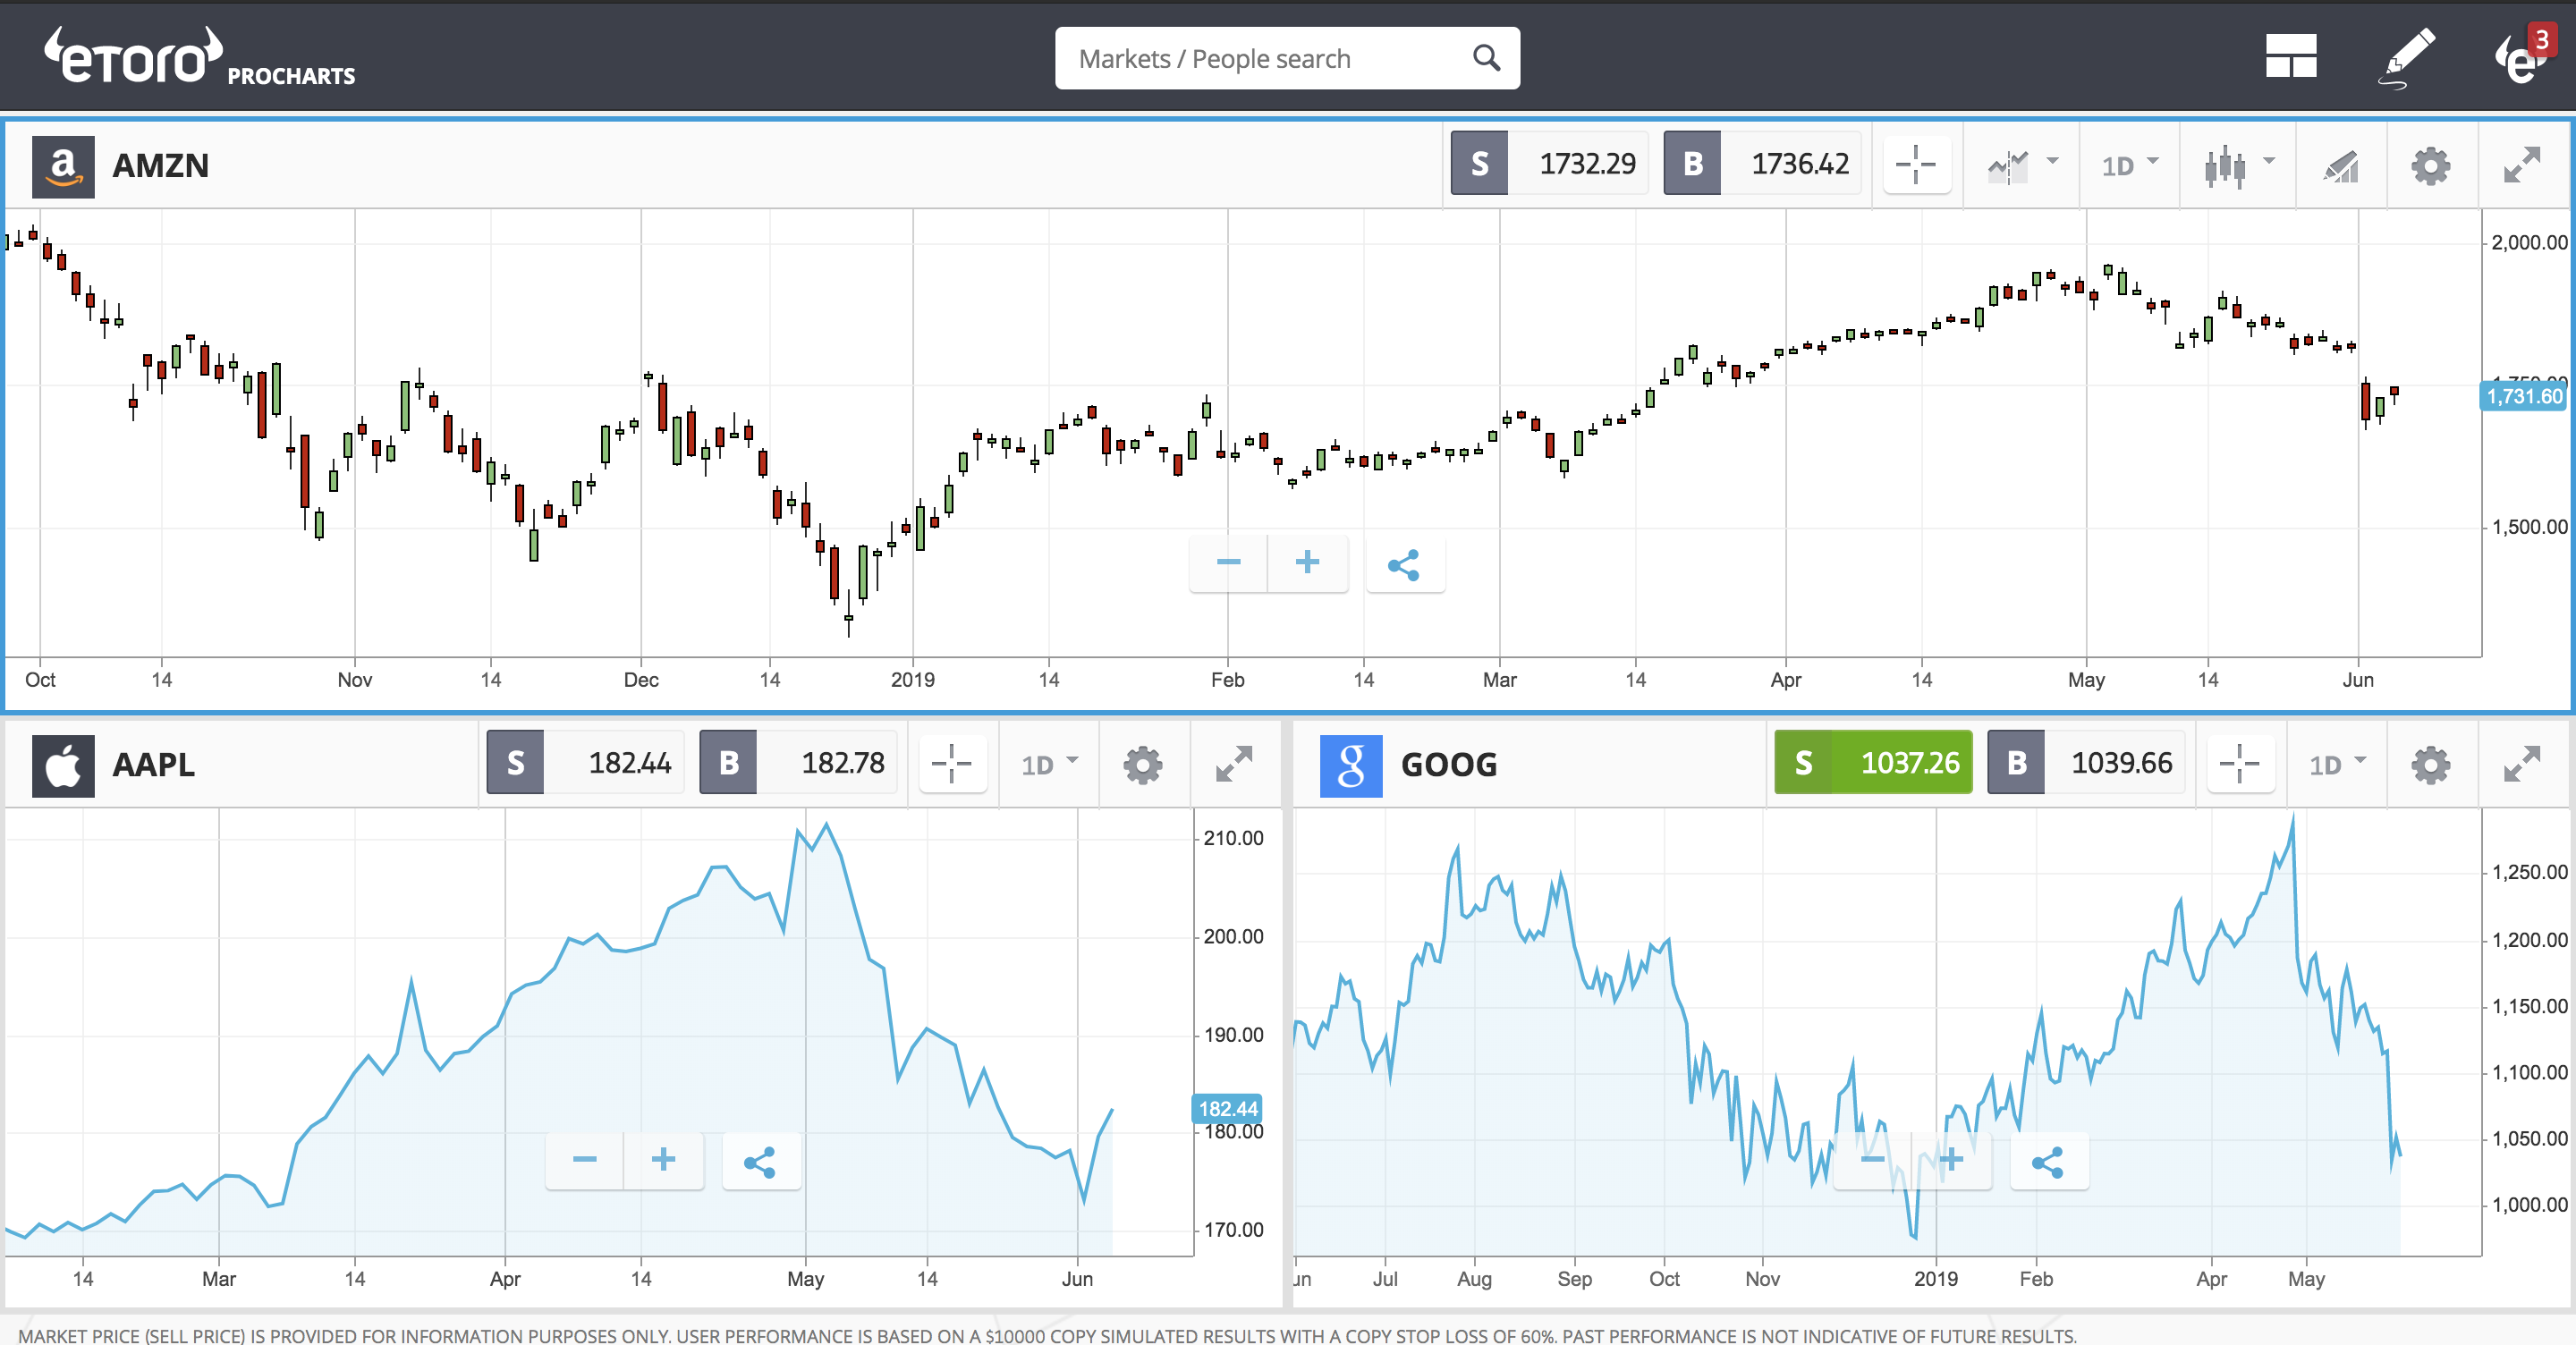 eToro PROCHARTS
Markets / People search
3
a AMZN
S 1732.29 B 1736.42 1D
2,000.00
1,731.60
1,500.00
Oct 14 Nov 14 Dec 14 2019 14 Feb 14 Mar 14 Apr 14 May 14 Jun
AAPL
S 182.44 B 182.78 1D
210.00
200.00
190.00
182.44
180.00
170.00
14 Mar 14 Apr 14 May 14 Jun
g GOOG
S 1037.26 B 1039.66 1D
1,250.00
1,200.00
1,150.00
1,100.00
1,050.00
1,000.00
Jul Aug Sep Oct Nov 2019 Feb Apr May
MARKET PRICE (SELL PRICE) IS PROVIDED FOR INFORMATION PURPOSES ONLY. USER PERFORMANCE IS BASED ON A $10000 COPY SIMULATED RESULTS WITH A COPY STOP LOSS OF 60%. PAST PERFORMANCE IS NOT INDICATIVE OF FUTURE RESULTS.